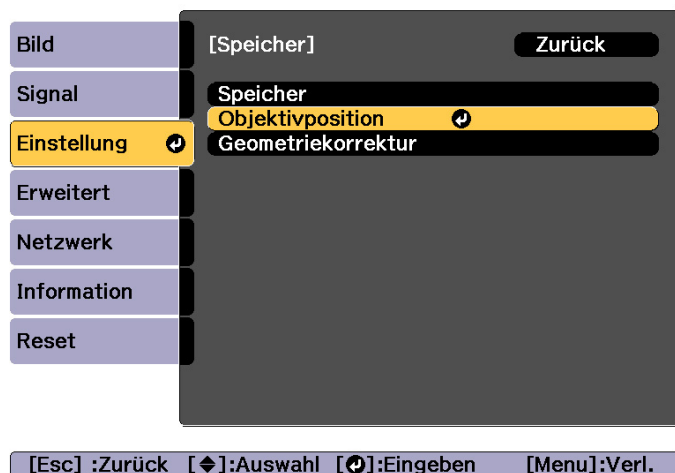 Bild
Signal
Einstellung
Erweitert
Netzwerk
Information
Reset
[Speicher] Zurück
Speicher
Objektivposition
Geometriekorrektur
[Esc] :Zurück [◆]:Auswahl [⏎]:Eingeben [Menu]:Verl.